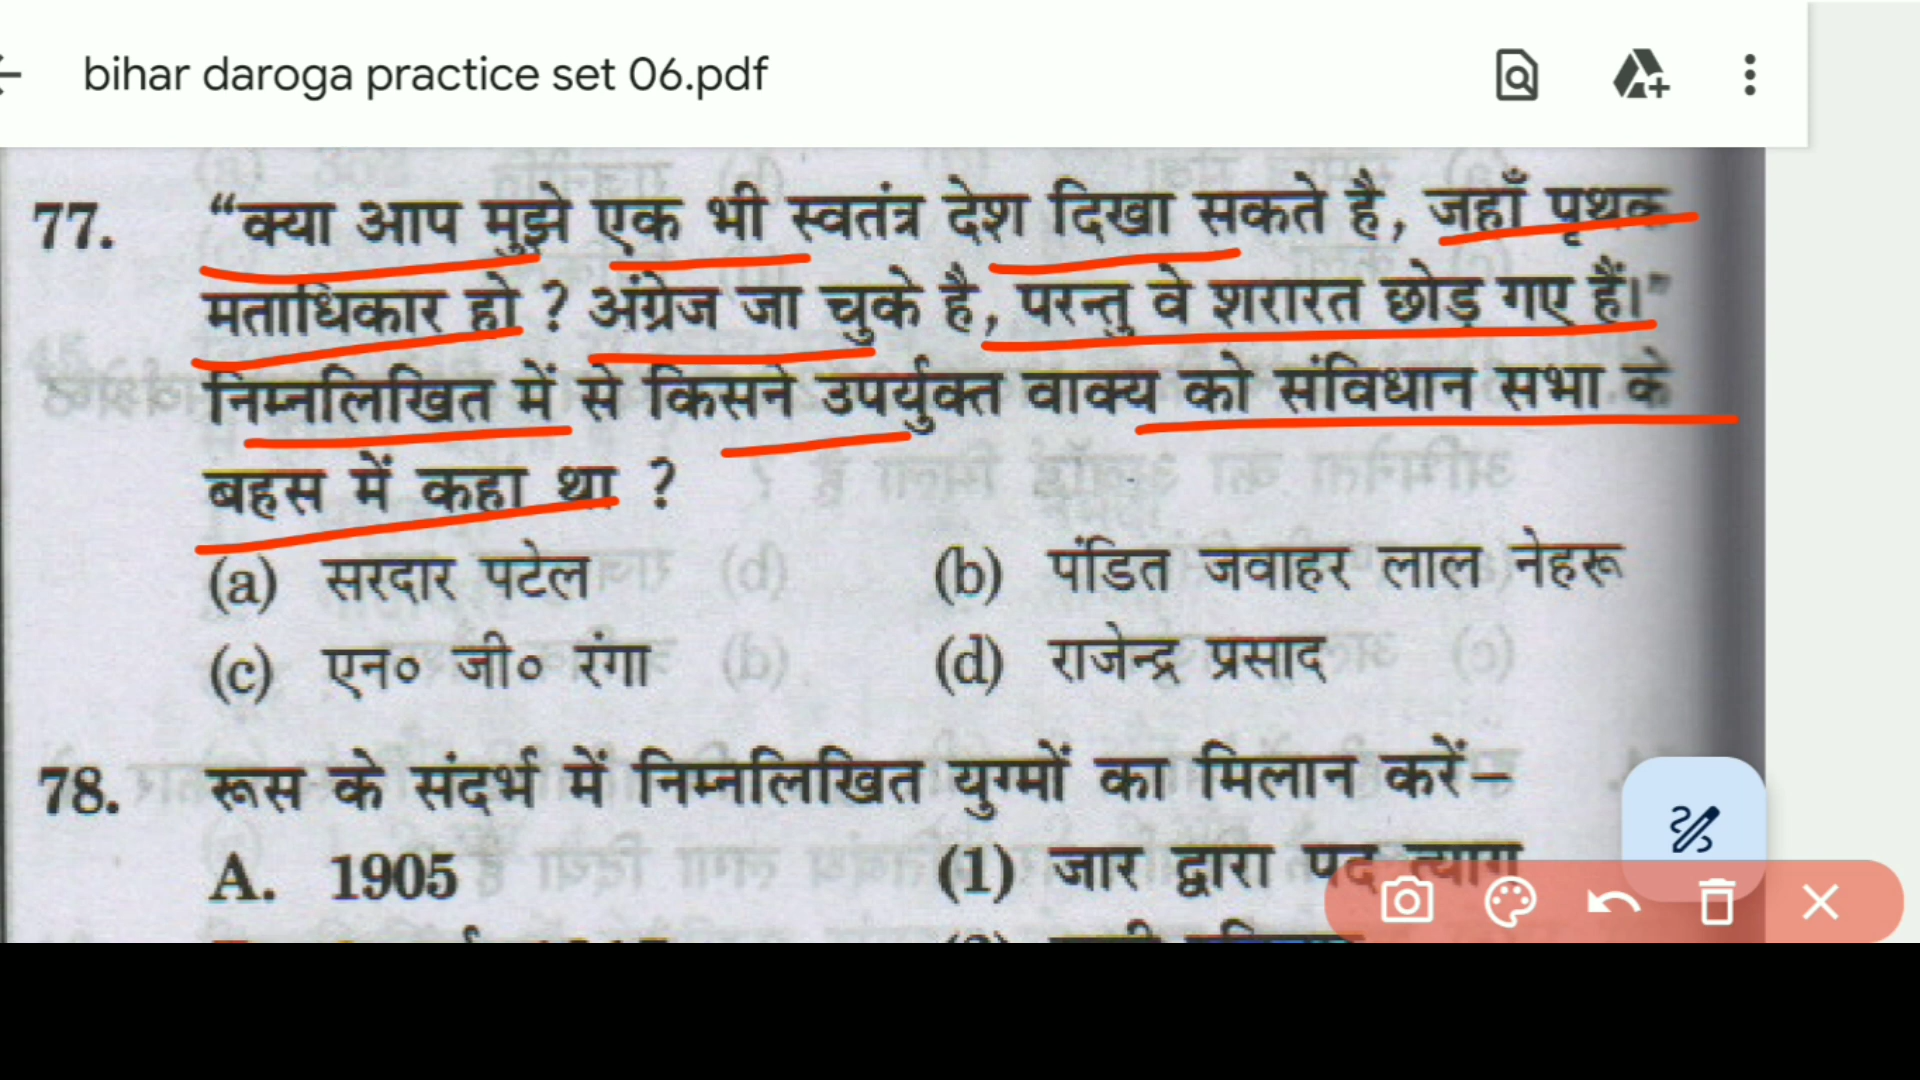 bihar daroga practice set 06.pdf
77. “क्या आप मुझे एक भी स्वतंत्र देश दिखा सकते है, जहाँ पृथक
मताधिकार हो ? अंग्रेज जा चुके है, परन्तु वे शरारत छोड़ गए हैं।”
निम्नलिखित में से किसने उपर्युक्त वाक्य को संविधान सभा के
बहस में कहा था ?
(a) सरदार पटेल (b) पंडित जवाहर लाल नेहरू
(c) एन० जी० रंगा (d) राजेन्द्र प्रसाद
78. रूस के संदर्भ में निम्नलिखित युग्मों का मिलान करें–
A. 1905 (1) जार द्वारा पद त्याग